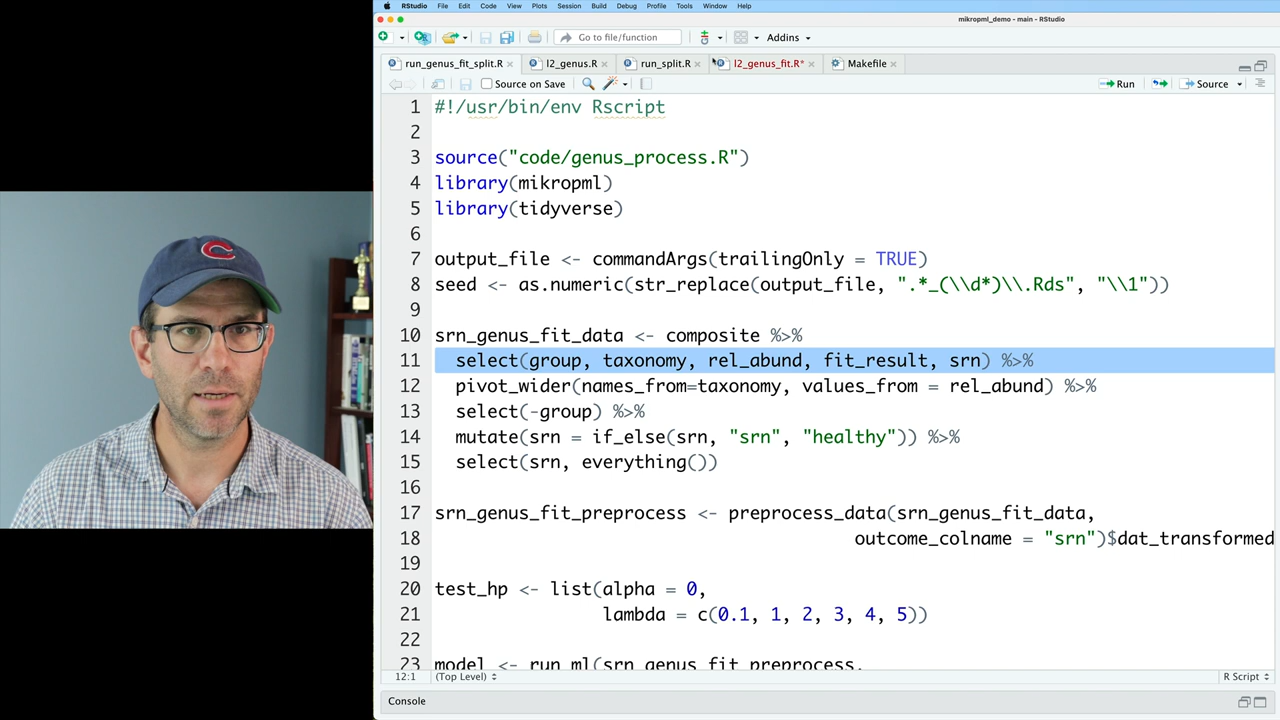 RStudio File Edit Code View Plots Session Build Debug Profile Tools Window Help
mikropml_demo - main - RStudio
Go to file/function Addins
run_genus_fit_split.R l2_genus.R run_split.R l2_genus_fit.R* Makefile
Source on Save Run Source
1 #!/usr/bin/env Rscript
2
3 source("code/genus_process.R")
4 library(mikropml)
5 library(tidyverse)
6
7 output_file <- commandArgs(trailingOnly = TRUE)
8 seed <- as.numeric(str_replace(output_file, ".*_(\\d*)\\.Rds", "\\1"))
9
10 srn_genus_fit_data <- composite %>%
11 select(group, taxonomy, rel_abund, fit_result, srn) %>%
12 pivot_wider(names_from=taxonomy, values_from = rel_abund) %>%
13 select(-group) %>%
14 mutate(srn = if_else(srn, "srn", "healthy")) %>%
15 select(srn, everything())
16
17 srn_genus_fit_preprocess <- preprocess_data(srn_genus_fit_data,
18 outcome_colname = "srn")$dat_transformed
19
20 test_hp <- list(alpha = 0,
21 lambda = c(0.1, 1, 2, 3, 4, 5))
22
23 model <- run_ml(srn_genus_fit_preprocess,
12:1 (Top Level) R Script
Console